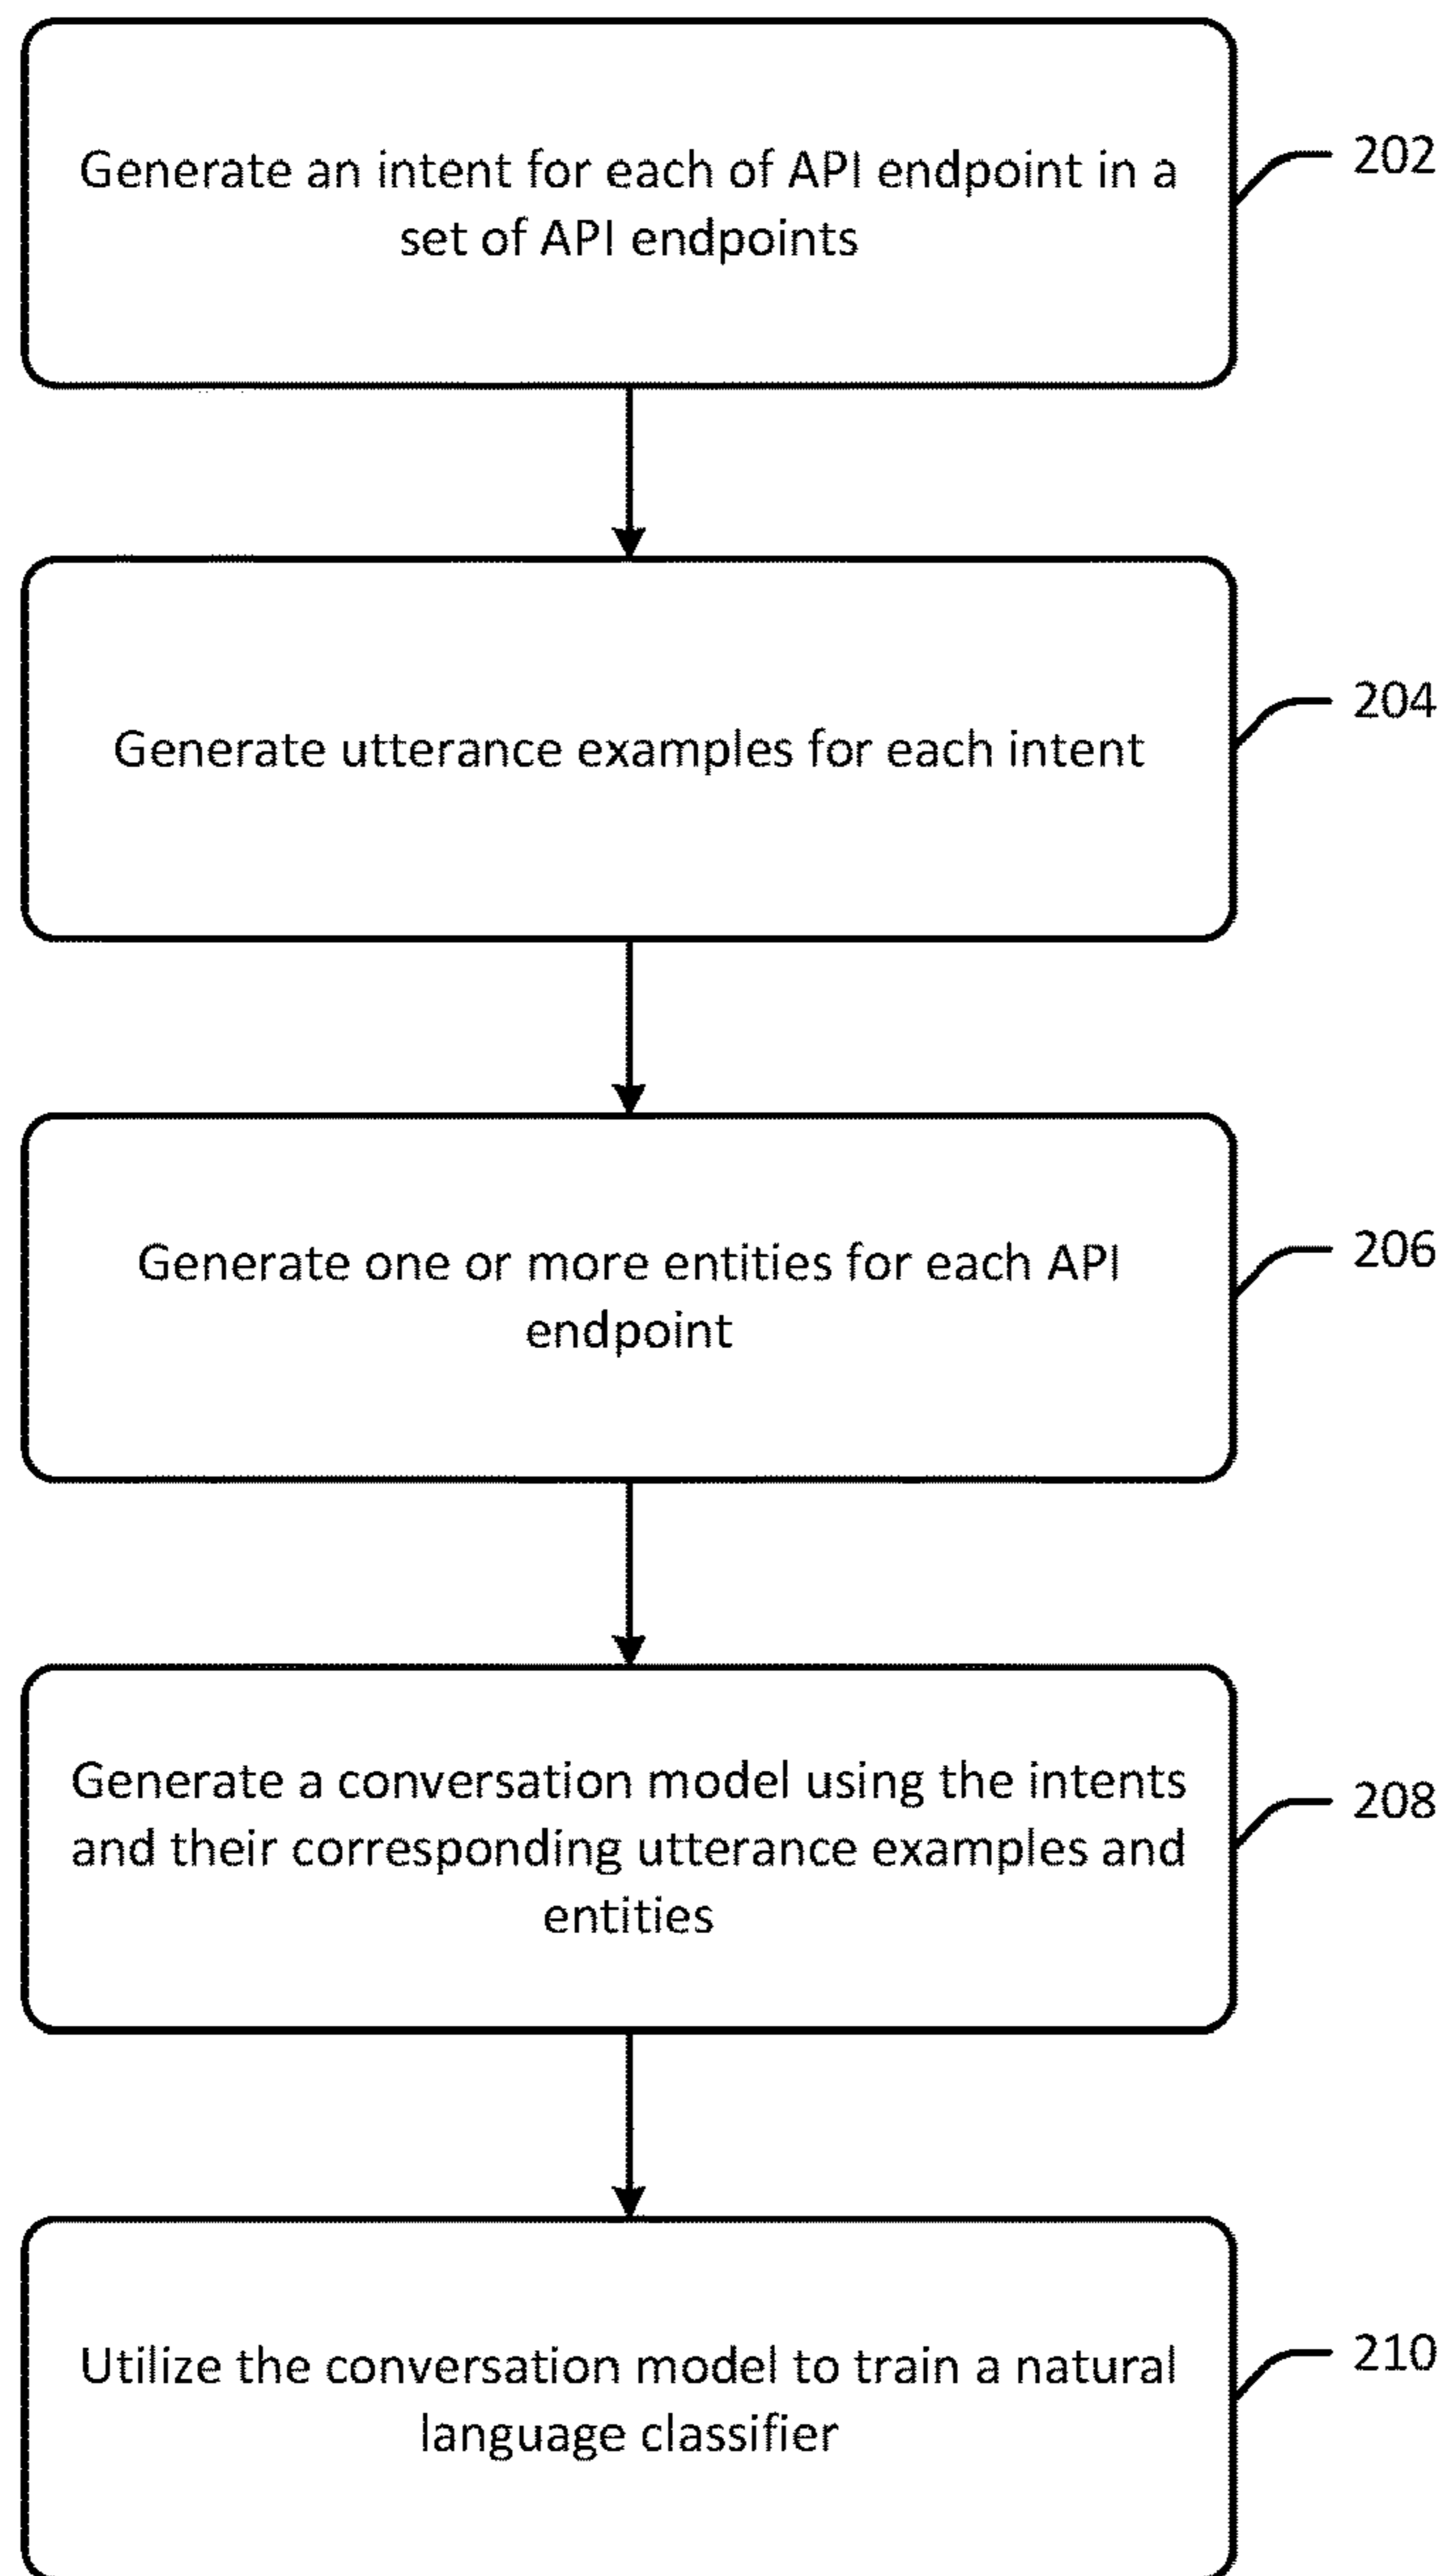 Generate an intent for each of API endpoint in a
set of API endpoints
202
Generate utterance examples for each intent
204
Generate one or more entities for each API
endpoint
206
Generate a conversation model using the intents
and their corresponding utterance examples and
entities
208
Utilize the conversation model to train a natural
language classifier
210